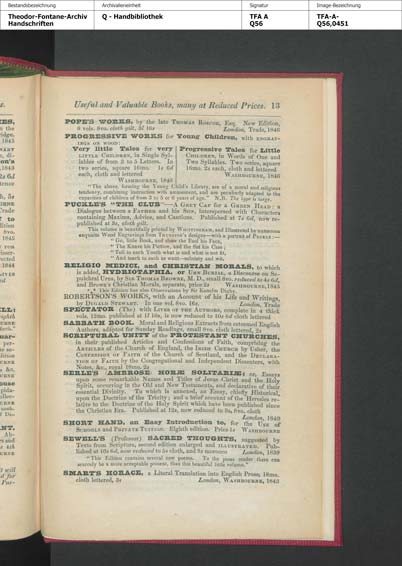 Bestandsbezeichnung
Theodor-Fontane-Archiv
Handschriften
Archivalieneinheit
Q - Handbibliothek
Signatur
TFA A
Q56
Image-Bezeichnung
TFA-A-
Q56,0451
Useful and Valuable Books, many at Reduced Prices. 13
POPE'S WORKS, by the late THOMAS ROSCOE, Esq. New Edition,
8 vols. 8vo. cloth gilt, London, Trade, 1846
PROGRESSIVE WORKS for Young Children, with ENGRAV-
INGS ON WOOD:
Very little Tales for very
LITTLE CHILDREN, in Single Syl-
lables of from 3 to 5 Letters. In
two series, square 16mo. 1s 6d
each, cloth and lettered
WASHBOURNE, 1846
Progressive Tales for Little
CHILDREN, in Words of One and
Two Syllables. Two series, square
16mo. 2s each, cloth and lettered
WASHBOURNE, 1846
"The above, forming the Young Child's Library, are of a moral and religious
tendency, combining instruction with amusement, and are peculiarly adapted to the
capacities of children of from 3 to 5 or 6 years of age." N.B. The type is large.
PUCKLE'S "THE CLUB"—A GREY CAP for a GREEN HEAD: a
Dialogue between a FATHER and his SON, interspersed with Characters
containing Maxims, Advice, and Cautions. Published at 7s 6d, now re-
published at 3s, cloth gilt.
This volume is beautifully printed by WHITTINGHAM, and Illustrated by numerous
exquisite Wood Engravings from THURSTON'S designs—with a portrait of PUCKLE:—
"Go, little Book, and shew the Fool his Face,
"The Knave his Picture, and the Sot his Case;
"Tell to each Youth what is and what is not fit,
"And teach to such as want—sobriety and wit.
RELIGIO MEDICI, and CHRISTIAN MORALS, to which
is added, HYDRIOTAPHIA, or URN BURIAL, a Discourse on Se-
pulchral Urns, by SIR THOMAS BROWNE, M. D., small 8vo. reduced to
and Browne's Christian Morals, separate, price 2s WASHBOURNE, 1845
*** This Edition has also Observations by Sir Kenelm Digby.
ROBERTSON'S WORKS, with an Account of his Life and Writings,
by DUGALD STEWART. In one vol. 8vo. 16s. London, Trade
SPECTATOR (The) with LIVES OF THE AUTHORS, complete in 4 thick
vols. 12mo. published at 1l 10s, is now reduced to 10s 6d cloth lettered
SABBATH BOOK. Moral and Religious Extracts from esteemed English
Authors, adapted for Sunday Readings, small 8vo. cloth lettered, 2s
SCRIPTURAL UNITY of the PROTESTANT CHURCHES,
in their published Articles and Confessions of Faith, comprising the
ARTICLES of the Church of England, the IRISH CHURCH by Usher, the
CONFESSION of FAITH of the Church of Scotland, and the DECLARA-
TION of FAITH by the Congregational and Independent Dissenters, with
Notes, &c., royal 18mo. 2s
SERLE'S AMBROSE: HORÆ SOLITARIÆ; or, Essays
upon some remarkable Names and Titles of Jesus Christ and the Holy
Spirit, occurring in the Old and New Testaments, and declarative of their
essential Divinity. To which is annexed, an Essay, chiefly Historical,
upon the Doctrine of the Trinity; and a brief account of the Heresies re-
lative to the Doctrine of the Holy Spirit which have been published since
the Christian Era. Published at 12s, now reduced to 8vo. cloth
London, 1849
SHORT HAND, an Easy Introduction to, for the Use of
SCHOOLS and PRIVATE TUITION. Eighth edition. Price 1s WASHBOURNE
SEWELL'S (Professor) SACRED THOUGHTS, suggested by
Texts from Scripture, second edition enlarged and ILLUSTRATED. Pub-
lished at 10s 6d, now reduced to 5s cloth, and 8s morocco London, 1839
"This Edition contains several new poems. To the pious reader there can
scarcely be a more acceptable present, than this beautiful little volume."
SMART'S HORACE, a Literal Translation into English Prose, 18mo.
cloth lettered, 3s London, WASHBOURNE, 1843